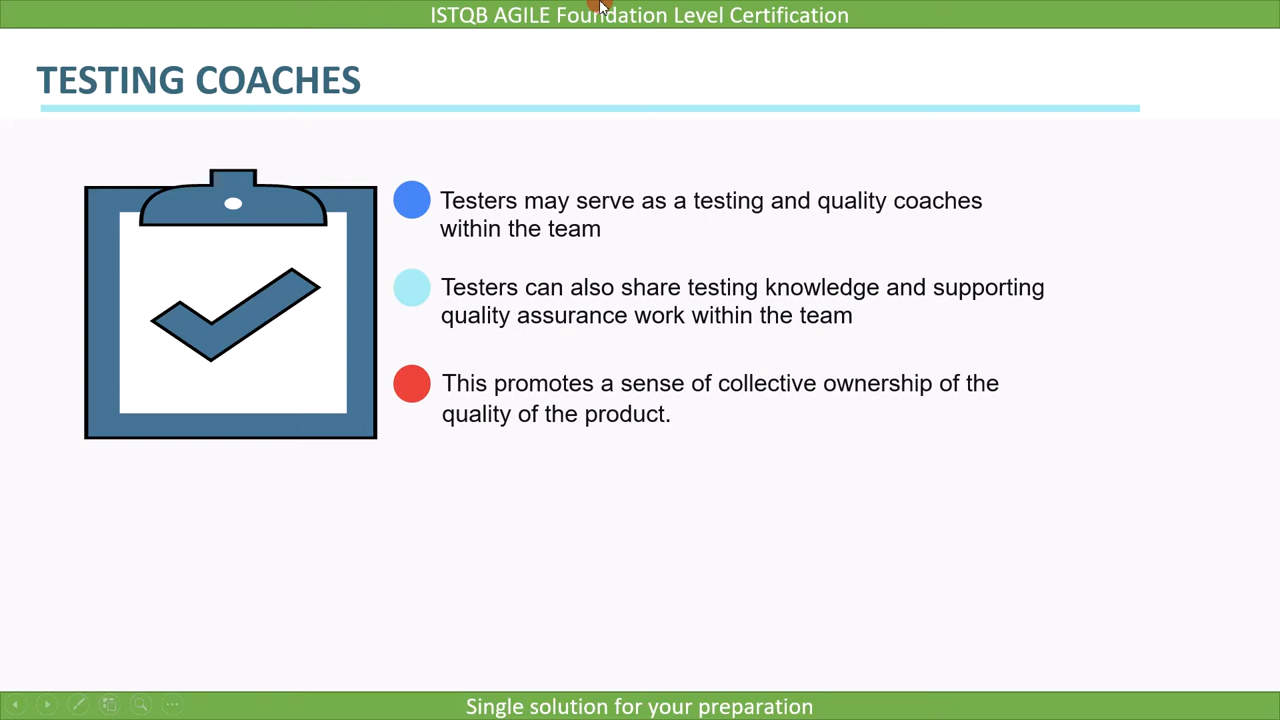 ISTQB AGILE Foundation Level Certification
TESTING COACHES
Testers may serve as a testing and quality coaches
within the team
Testers can also share testing knowledge and supporting
quality assurance work within the team
This promotes a sense of collective ownership of the
quality of the product.
Single solution for your preparation